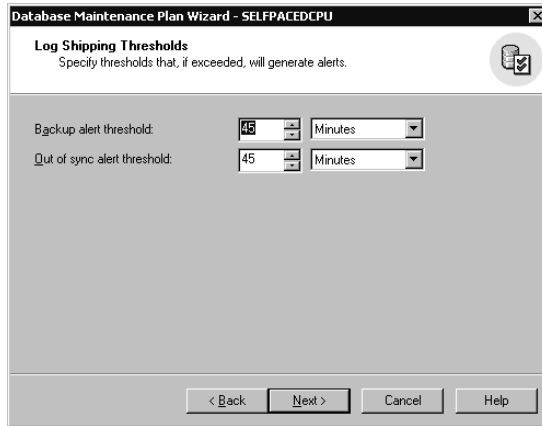 Database Maintenance Plan Wizard - SELFPACEDCPU
Log Shipping Thresholds
Specify thresholds that, if exceeded, will generate alerts.
Backup alert threshold: 45 Minutes
Out of sync alert threshold: 45 Minutes
< Back Next > Cancel Help